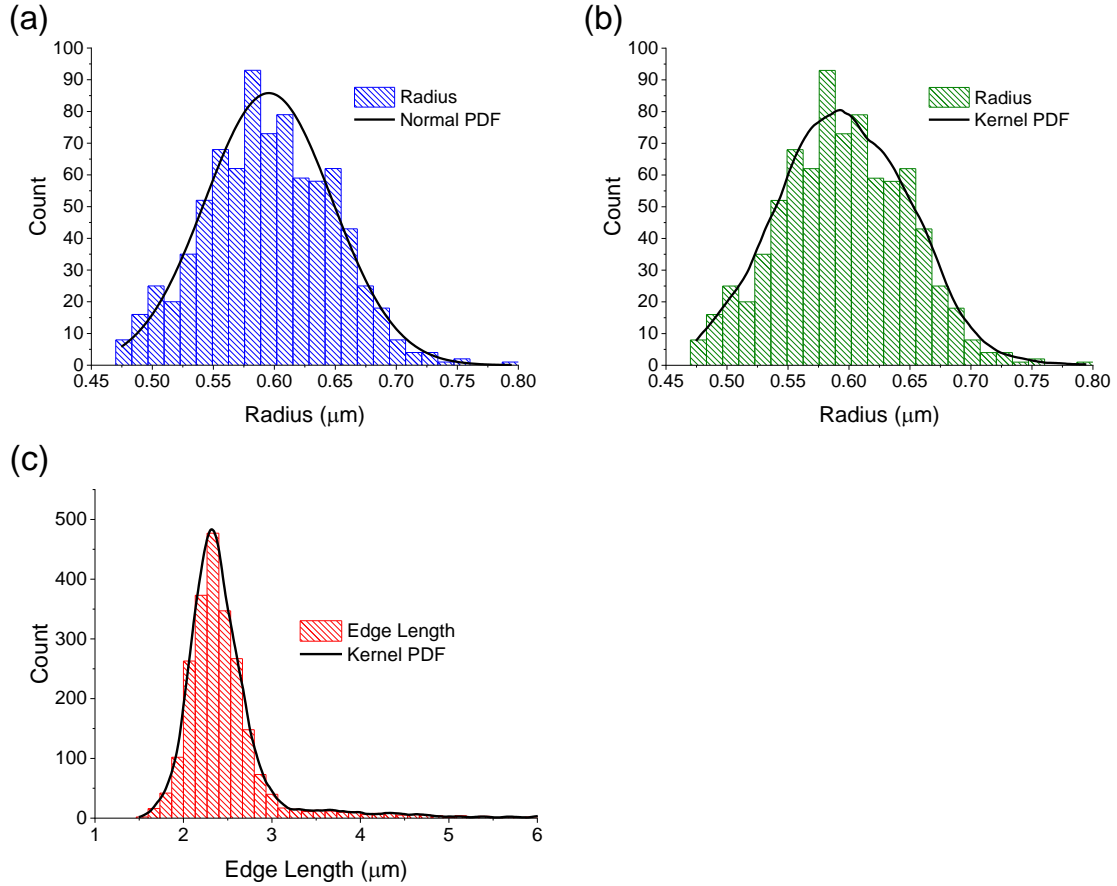 (a)
100
90
80
70
60
50
40
30
20
10
0
Count
Radius
Normal PDF
0.45 0.50 0.55 0.60 0.65 0.70 0.75 0.80
Radius (μm)
(b)
100
90
80
70
60
50
40
30
20
10
0
Count
Radius
Kernel PDF
0.45 0.50 0.55 0.60 0.65 0.70 0.75 0.80
Radius (μm)
(c)
500
400
300
200
100
0
Count
Edge Length
Kernel PDF
1 2 3 4 5 6
Edge Length (μm)